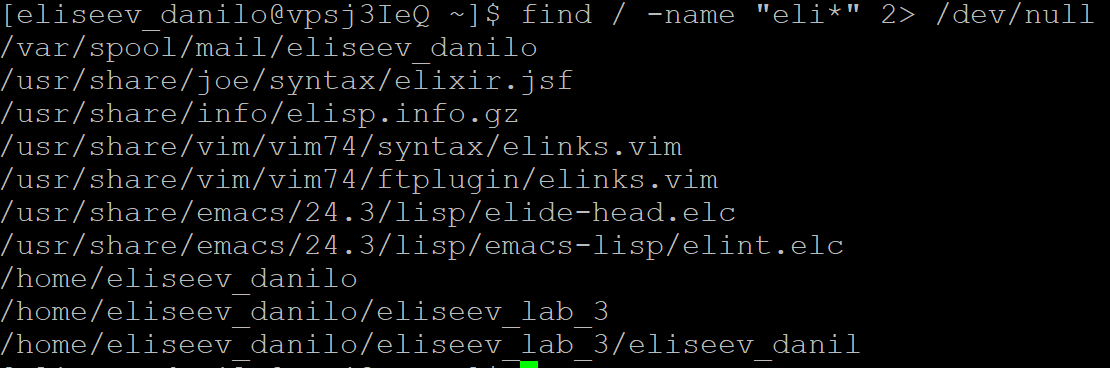 [eliseev_danilo@vpsj3IeQ ~]$ find / -name "eli*" 2> /dev/null
/var/spool/mail/eliseev_danilo
/usr/share/joe/syntax/elixir.jsf
/usr/share/info/elisp.info.gz
/usr/share/vim/vim74/syntax/elinks.vim
/usr/share/vim/vim74/ftplugin/elinks.vim
/usr/share/emacs/24.3/lisp/elide-head.elc
/usr/share/emacs/24.3/lisp/emacs-lisp/elint.elc
/home/eliseev_danilo
/home/eliseev_danilo/eliseev_lab_3
/home/eliseev_danilo/eliseev_lab_3/eliseev_danil